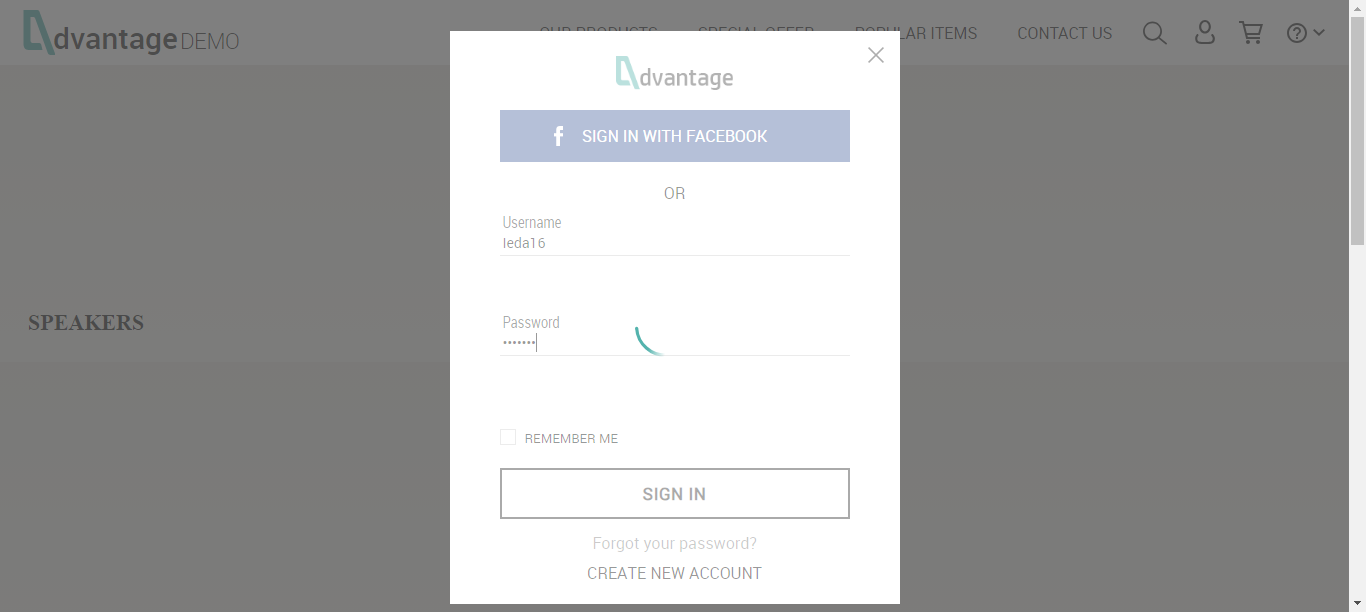 dvantage DEMO
OUR PRODUCTS SPECIAL OFFER POPULAR ITEMS CONTACT US
dvantage
SIGN IN WITH FACEBOOK
OR
Username
Ieda16
Password
•••••••
SPEAKERS
REMEMBER ME
SIGN IN
Forgot your password?
CREATE NEW ACCOUNT